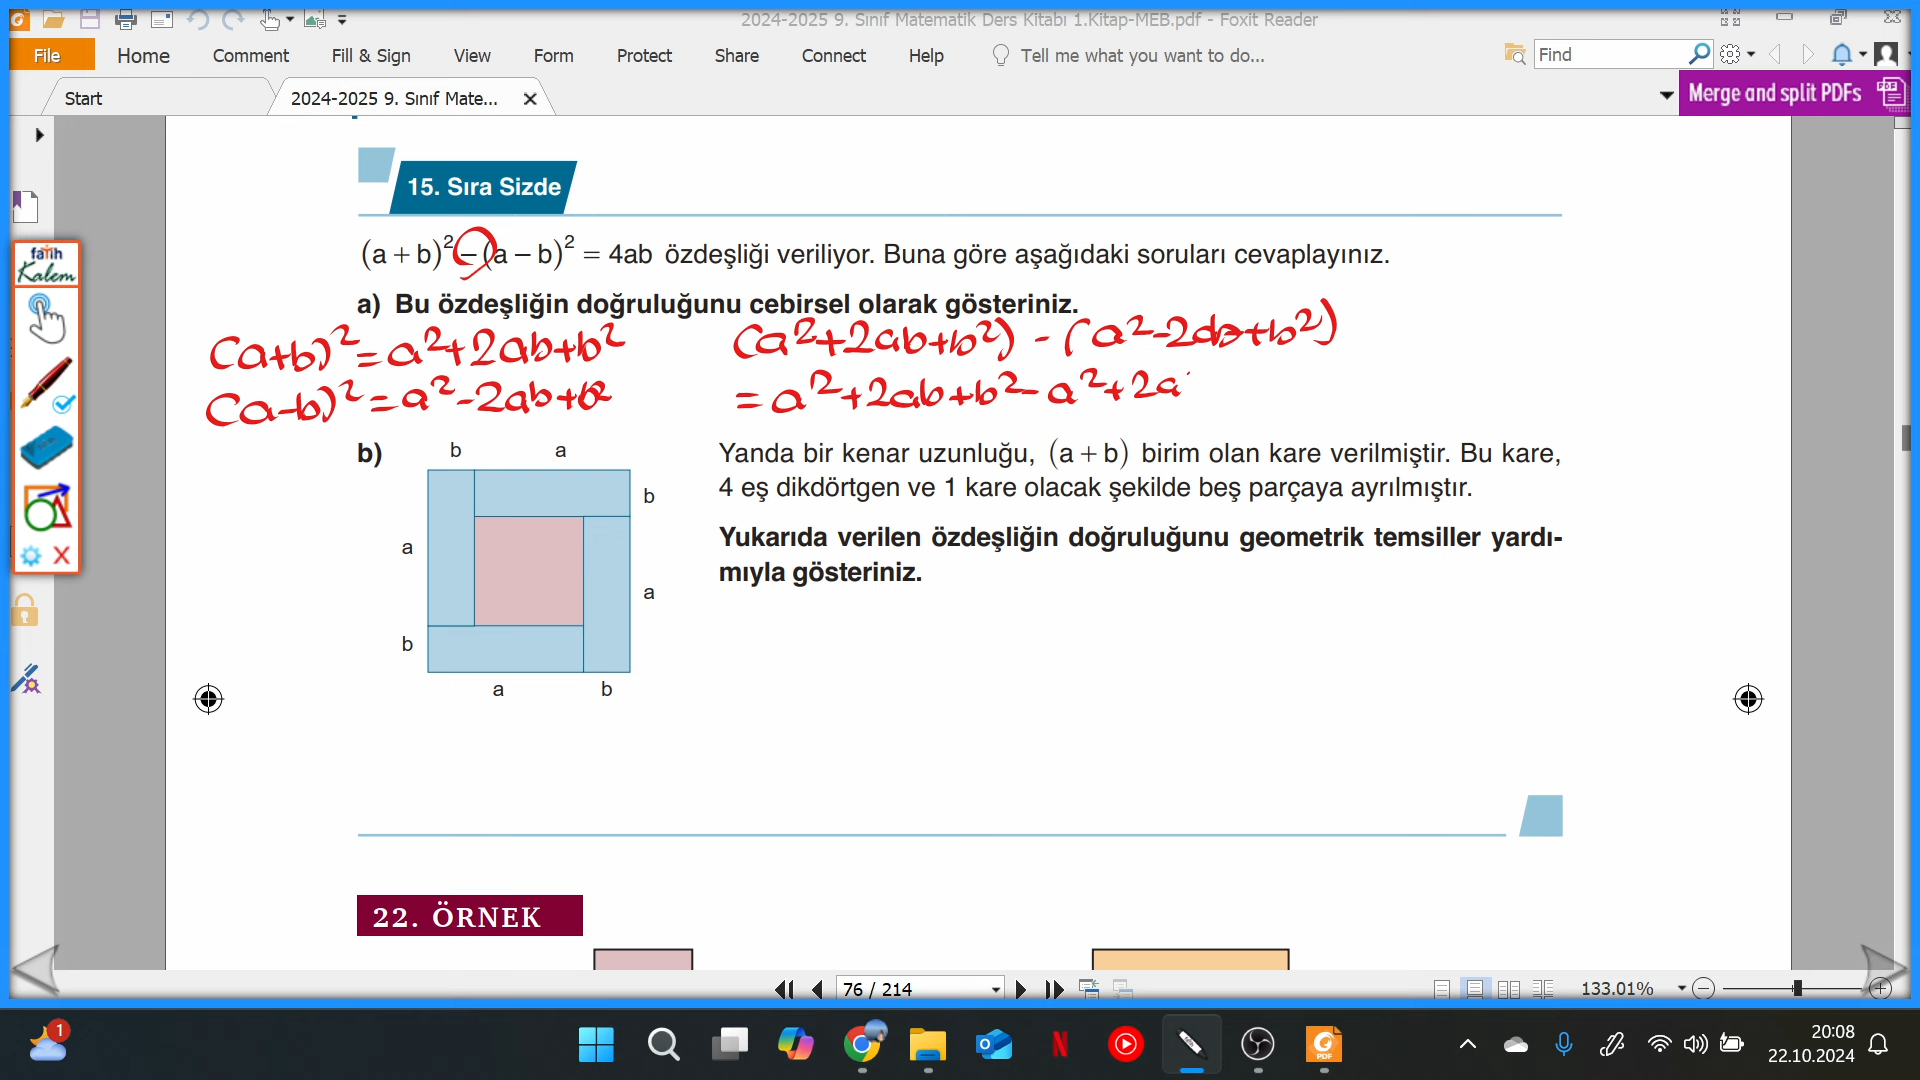 2024-2025 9. Sınıf Matematik Ders Kitabı 1.Kitap-MEB.pdf - Foxit Reader
File Home Comment Fill & Sign View Form Protect Share Connect Help Tell me what you want to do... Find
Start 2024-2025 9. Sınıf Mate... Merge and split PDFs
15. Sıra Sizde
(a + b)² – (a – b)² = 4ab özdeşliği veriliyor. Buna göre aşağıdaki soruları cevaplayınız.
fatih
Kalem
a) Bu özdeşliğin doğruluğunu cebirsel olarak gösteriniz.
(a+b)² = a²+2ab+b² (a²+2ab+b²) - (a²-2ab+b²)
(a-b)² = a²-2ab+b² = a²+2ab+b²-a²+2a
b) b a
b
a
a
b
a b
Yanda bir kenar uzunluğu, (a + b) birim olan kare verilmiştir. Bu kare,
4 eş dikdörtgen ve 1 kare olacak şekilde beş parçaya ayrılmıştır.
Yukarıda verilen özdeşliğin doğruluğunu geometrik temsiller yardı-
mıyla gösteriniz.
22. ÖRNEK
76 / 214 133.01%
1
PDF
20:08
22.10.2024